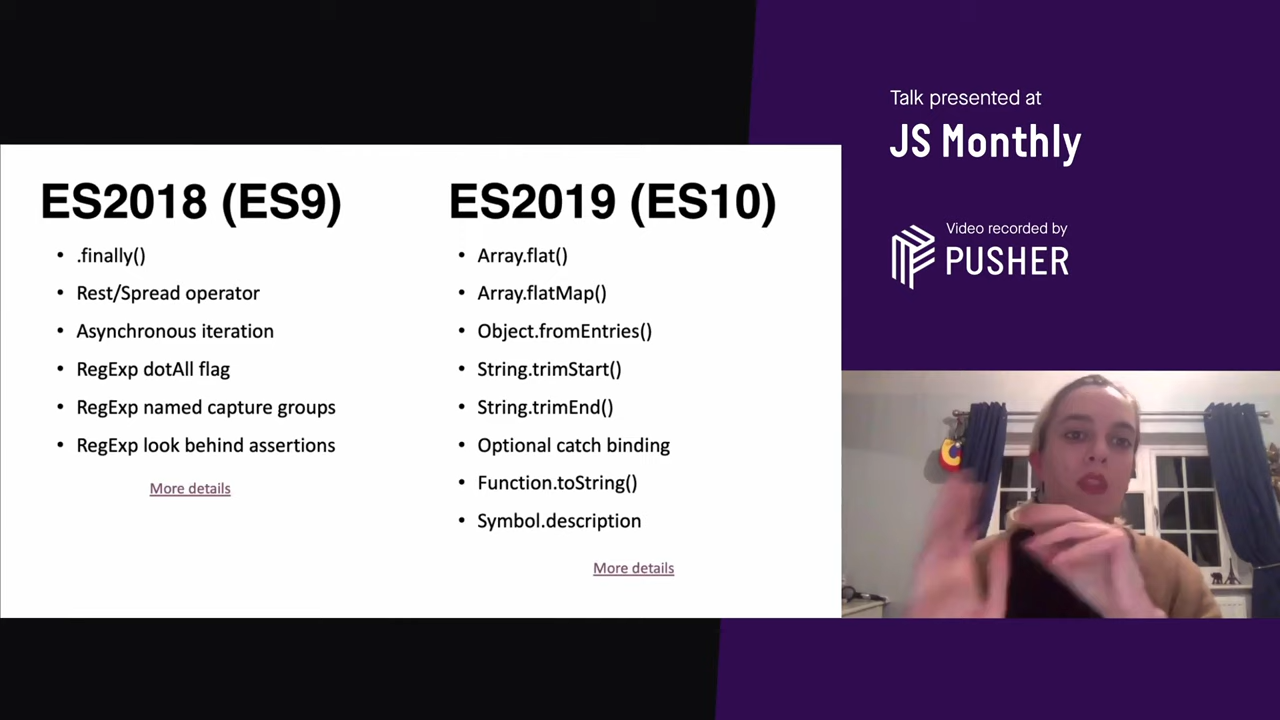 ES2018 (ES9)
• .finally()
• Rest/Spread operator
• Asynchronous iteration
• RegExp dotAll flag
• RegExp named capture groups
• RegExp look behind assertions
More details
ES2019 (ES10)
• Array.flat()
• Array.flatMap()
• Object.fromEntries()
• String.trimStart()
• String.trimEnd()
• Optional catch binding
• Function.toString()
• Symbol.description
More details
Talk presented at
JS Monthly
Video recorded by
PUSHER
C